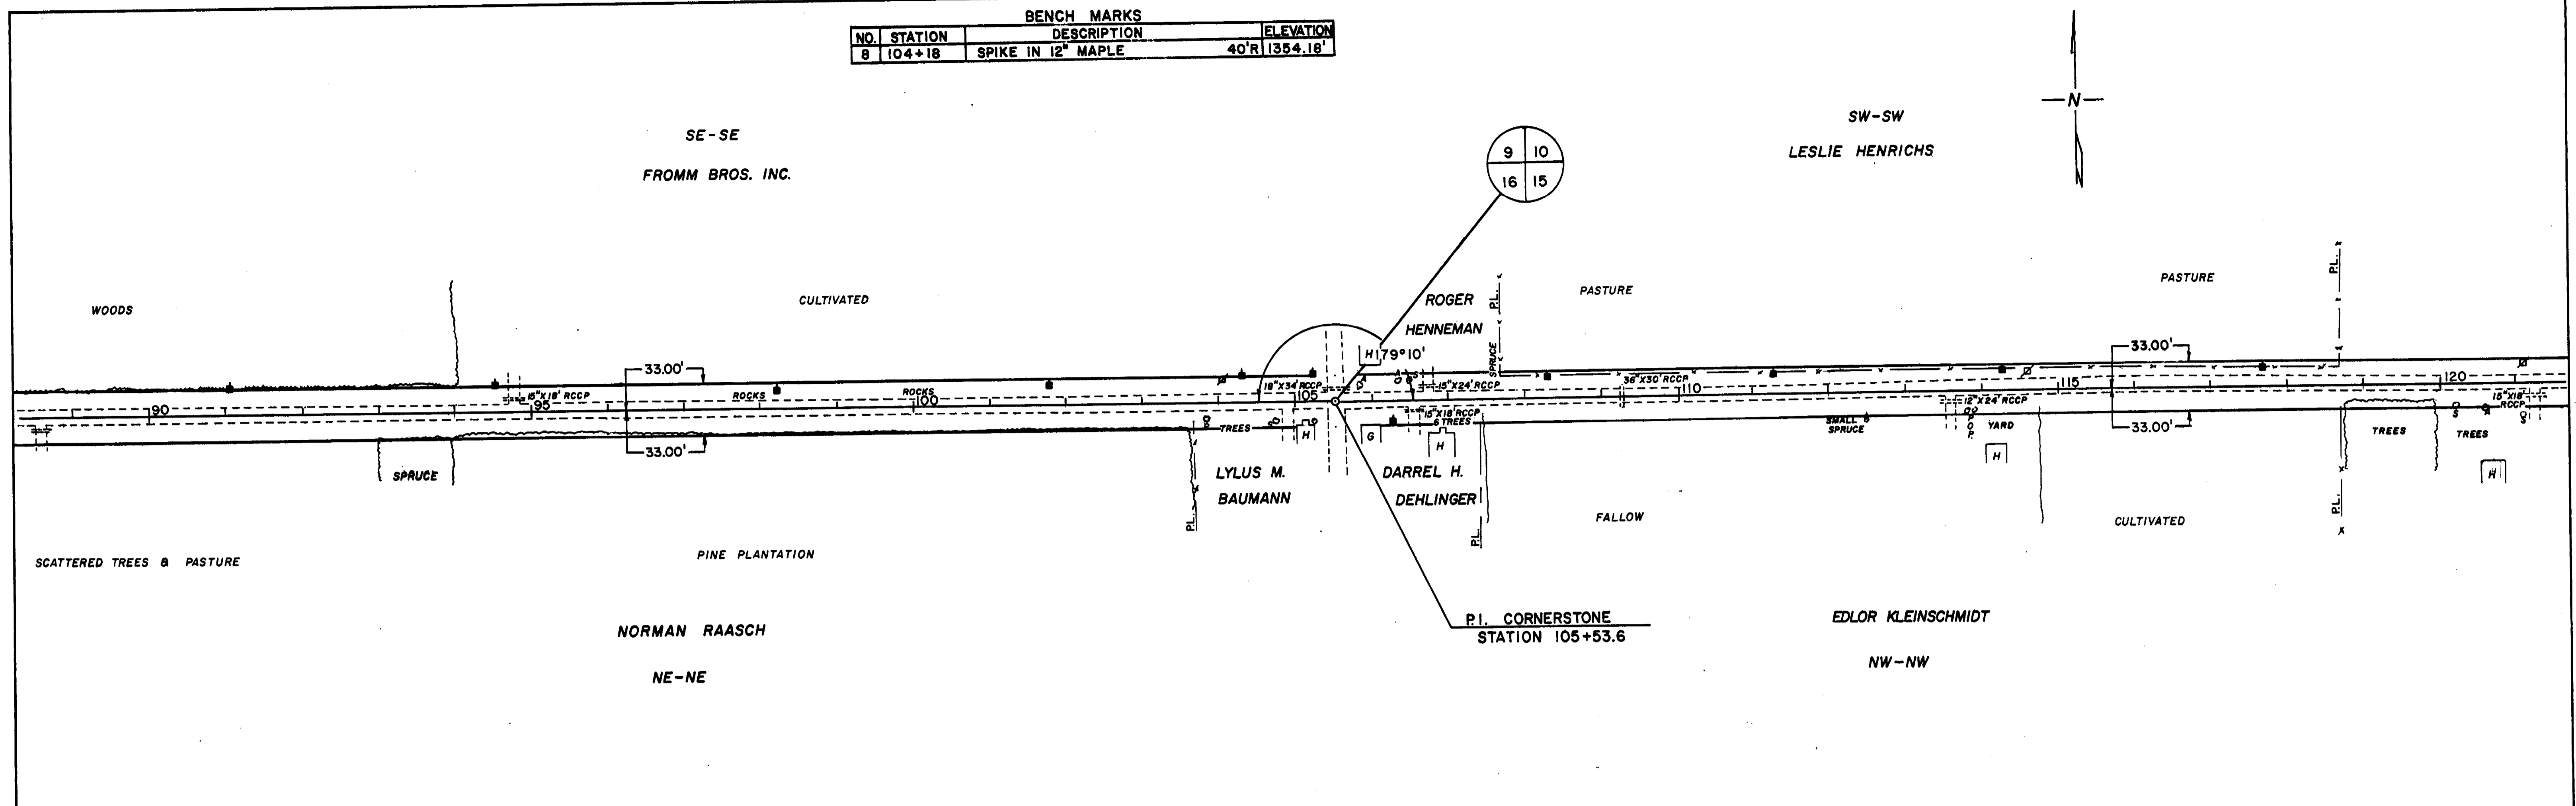 BENCH MARKS
NO. STATION DESCRIPTION ELEVATION
8 104+18 SPIKE IN 12" MAPLE 40'R 1354.18'
N
SE-SE
FROMM BROS. INC.
SW-SW
LESLIE HENRICHS
9 10
16 15
WOODS
CULTIVATED
ROGER
HENNEMAN
P.L.
PASTURE
PASTURE
P.L.
SPRUCE
H
179°10'
33.00'
33.00'
15"X18' RCCP
ROCKS
ROCKS
18"X34' RCCP
A
S
15"X24' RCCP
36"X30' RCCP
90
95
100
105
110
115
120
12"X24' RCCP
15"X18'
RCCP
15"X18' RCCP
6 TREES
TREES
H
G
H
SMALL
SPRUCE
YARD
H
P
O
P.
33.00'
33.00'
TREES
S
TREES
S
H
SPRUCE
P.L.
LYLUS M.
BAUMANN
DARREL H.
DEHLINGER
P.L.
FALLOW
CULTIVATED
P.L.
SCATTERED TREES & PASTURE
PINE PLANTATION
NORMAN RAASCH
NE-NE
P.I. CORNERSTONE
STATION 105+53.6
EDLOR KLEINSCHMIDT
NW-NW